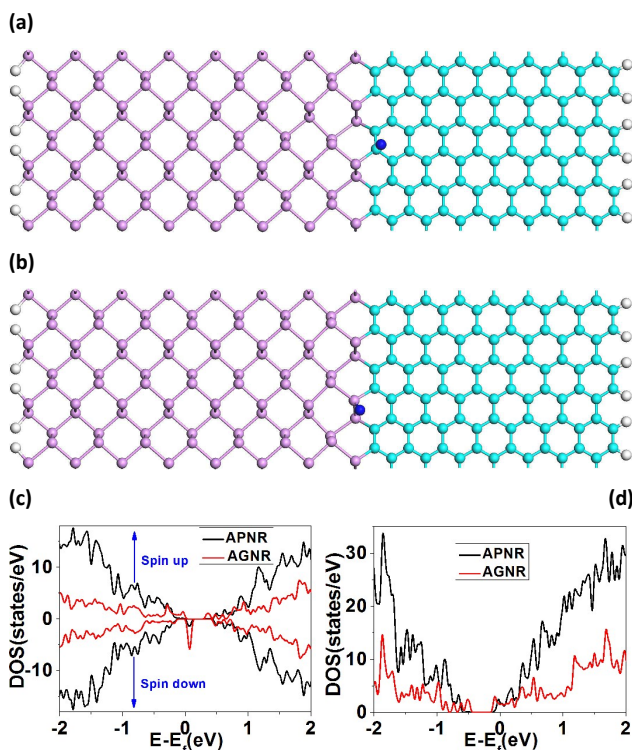 (a)
(b)
(c)
(d)
DOS(states/eV)
10
0
-10
APNR
AGNR
Spin up
Spin down
-2
-1
0
1
2
E-Ef(eV)
DOS(states/eV)
30
20
10
0
APNR
AGNR
-2
-1
0
1
2
E-Ef(eV)